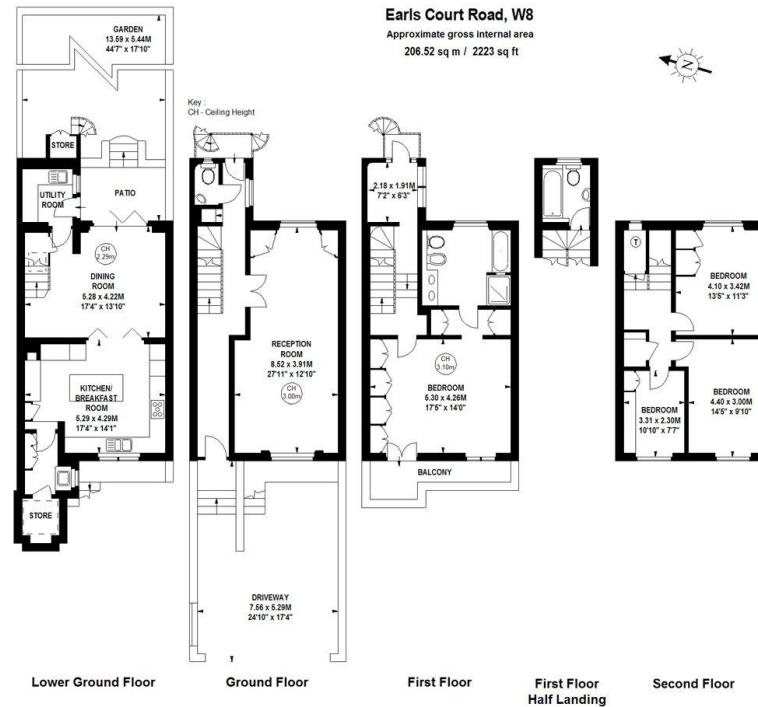 Earls Court Road, W8
Approximate gross internal area
206.52 sq m / 2223 sq ft
N
Key :
CH - Ceiling Height
GARDEN
13.59 x 5.44M
44'7" x 17'10"
STORE
UTILITY
ROOM
PATIO
CH
2.29m
DINING
ROOM
5.28 x 4.22M
17'4" x 13'10"
KITCHEN/
BREAKFAST
ROOM
5.29 x 4.29M
17'4" x 14'1"
STORE
Lower Ground Floor
RECEPTION
ROOM
8.52 x 3.91M
27'11" x 12'10"
CH
3.00m
DRIVEWAY
7.56 x 5.29M
24'10" x 17'4"
Ground Floor
2.18 x 1.91M
7'2" x 6'3"
CH
3.10m
BEDROOM
5.30 x 4.26M
17'5" x 14'0"
BALCONY
First Floor
First Floor
Half Landing
T
BEDROOM
4.10 x 3.42M
13'5" x 11'3"
BEDROOM
4.40 x 3.00M
14'5" x 9'10"
BEDROOM
3.31 x 2.30M
10'10" x 7'7"
Second Floor